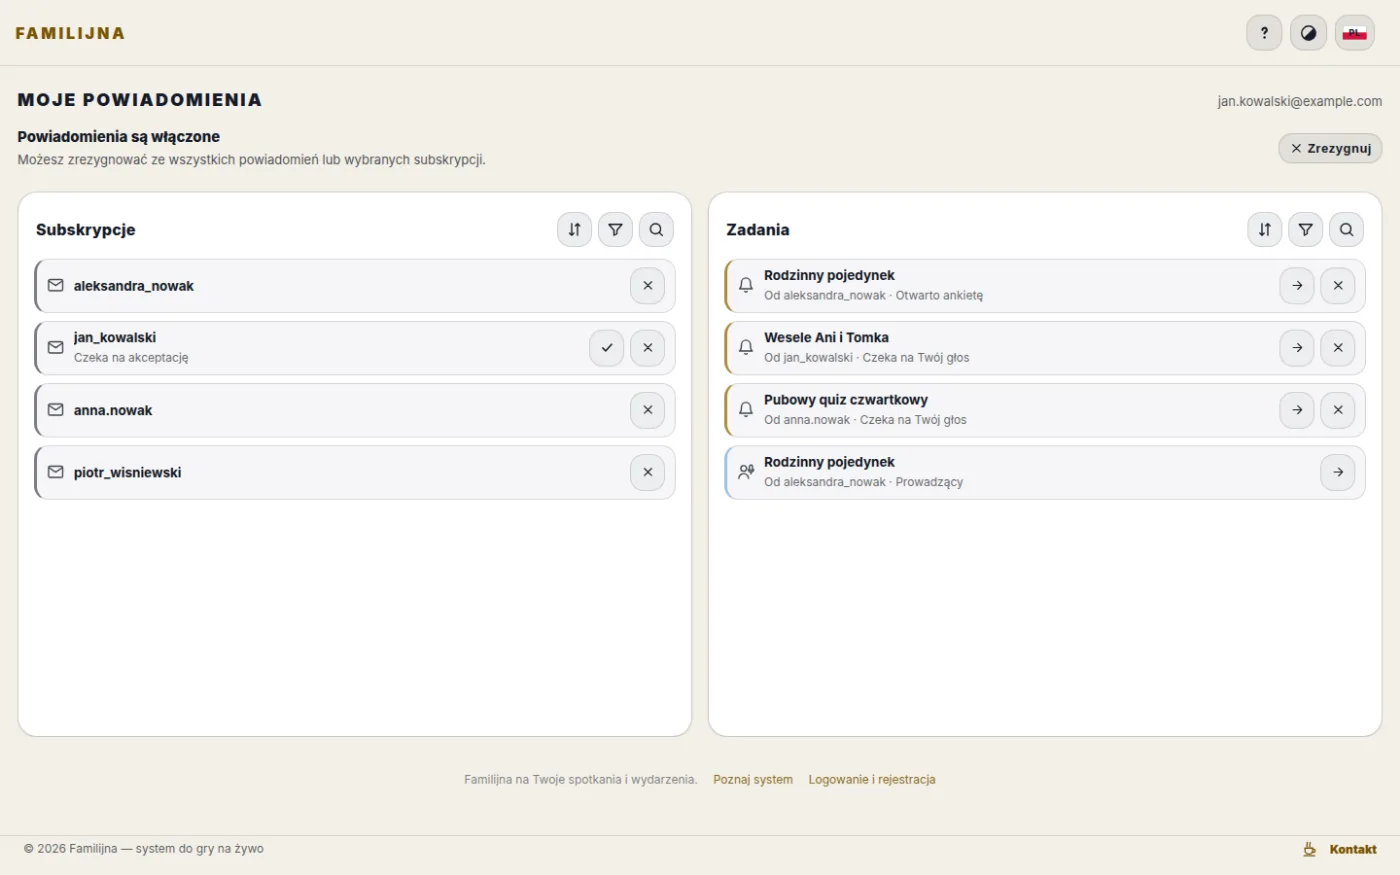 FAMILIJNA
?
PL
MOJE POWIADOMIENIA
jan.kowalski@example.com
Powiadomienia są włączone
Możesz zrezygnować ze wszystkich powiadomień lub wybranych subskrypcji.
Zrezygnuj
Subskrypcje
aleksandra_nowak
jan_kowalski
Czeka na akceptację
anna.nowak
piotr_wisniewski
Zadania
Rodzinny pojedynek
Od aleksandra_nowak · Otwarto ankietę
Wesele Ani i Tomka
Od jan_kowalski · Czeka na Twój głos
Pubowy quiz czwartkowy
Od anna.nowak · Czeka na Twój głos
Rodzinny pojedynek
Od aleksandra_nowak · Prowadzący
Familijna na Twoje spotkania i wydarzenia. Poznaj system Logowanie i rejestracja
© 2026 Familijna — system do gry na żywo
Kontakt